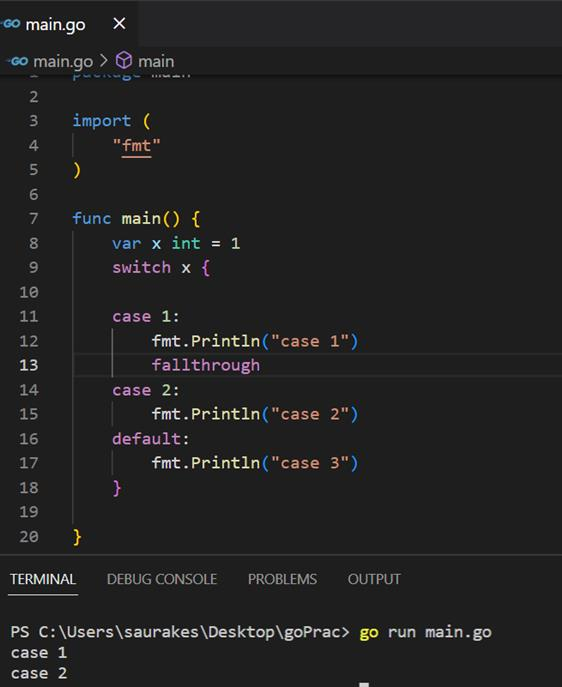 GO main.go ×
GO main.go > main
1 package main
2
3 import (
4 "fmt"
5 )
6
7 func main() {
8 var x int = 1
9 switch x {
10
11 case 1:
12 fmt.Println("case 1")
13 fallthrough
14 case 2:
15 fmt.Println("case 2")
16 default:
17 fmt.Println("case 3")
18 }
19
20 }
TERMINAL DEBUG CONSOLE PROBLEMS OUTPUT
PS C:\Users\saurakes\Desktop\goPrac> go run main.go
case 1
case 2